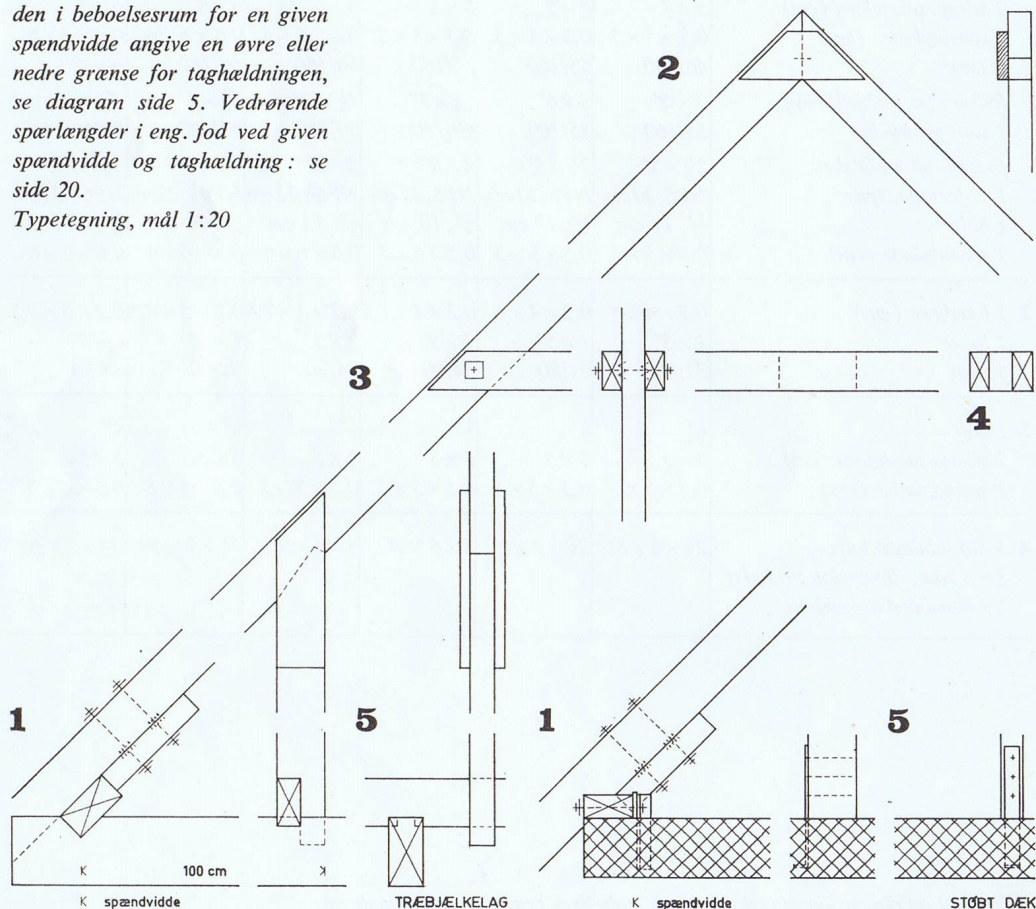 den i beboelsesrum for en given
spændvidde angive en øvre eller
nedre grænse for taghældningen,
se diagram side 5. Vedrørende
spærlængder i eng. fod ved given
spændvidde og taghældning: se
side 20.
Typetegning, mål 1:20
2
3
4
1
5
1
5
100 cm
K spændvidde
TRÆBJÆLKELAG
K spændvidde
STØBT DÆK